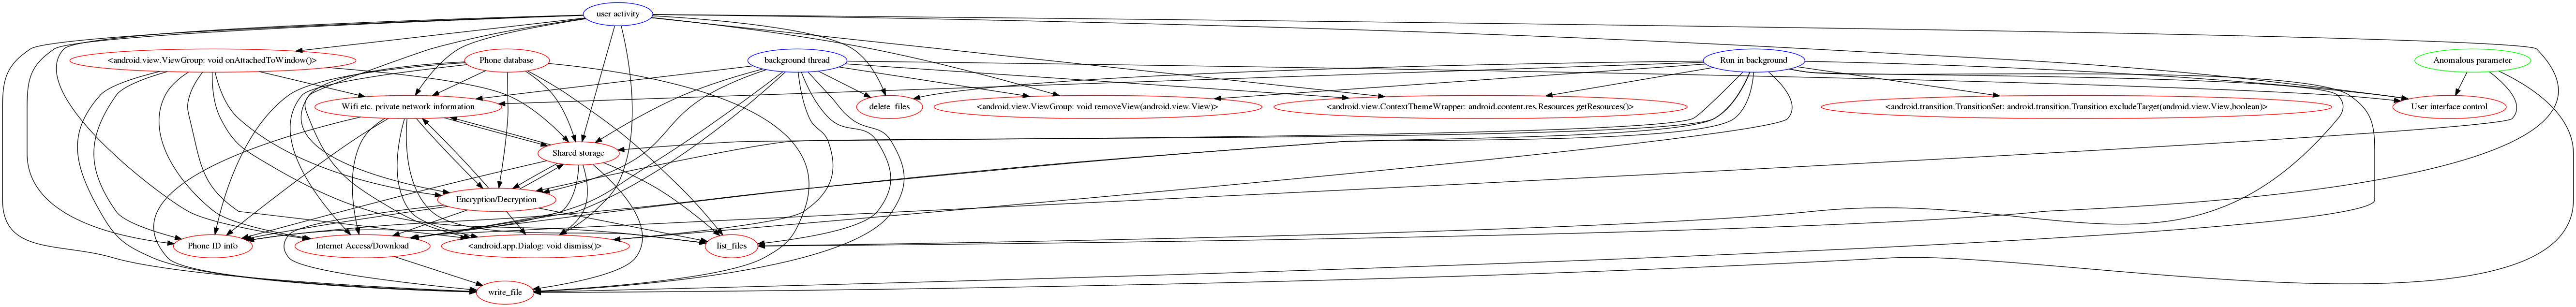 user activity
<android.view.ViewGroup: void onAttachedToWindow()>
Phone database
background thread
Run in background
Anomalous parameter
Wifi etc. private network information
delete_files
<android.view.ViewGroup: void removeView(android.view.View)>
<android.view.ContextThemeWrapper: android.content.res.Resources getResources()>
<android.transition.TransitionSet: android.transition.Transition excludeTarget(android.view.View,boolean)>
User interface control
Shared storage
Encryption/Decryption
Phone ID info
Internet Access/Download
<android.app.Dialog: void dismiss()>
list_files
write_file